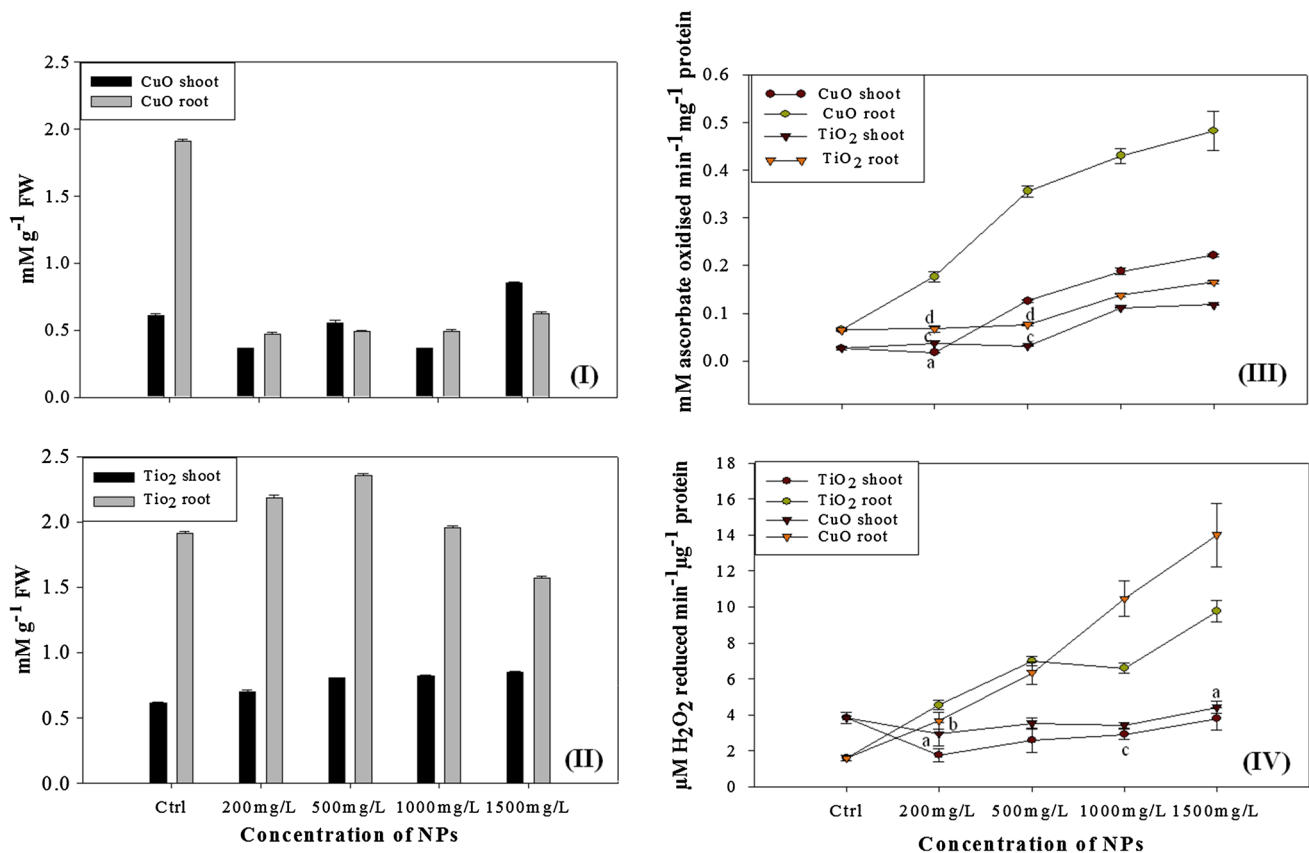 2.5
2.0
1.5
1.0
0.5
0.0
mM g⁻¹ FW
CuO shoot
CuO root
(I)
2.5
2.0
1.5
1.0
0.5
0.0
mM g⁻¹ FW
Tio₂ shoot
Tio₂ root
(II)
Ctrl 200mg/L 500mg/L 1000mg/L 1500mg/L
Concentration of NPs
0.6
0.5
0.4
0.3
0.2
0.1
0.0
mM ascorbate oxidised min⁻¹mg⁻¹ protein
CuO shoot
CuO root
TiO₂ shoot
TiO₂ root
d d
c c
a
(III)
18
16
14
12
10
8
6
4
2
0
µM H₂O₂ reduced min⁻¹µg⁻¹ protein
TiO₂ shoot
TiO₂ root
CuO shoot
CuO root
a
b
a
c
(IV)
Ctrl 200mg/L 500mg/L 1000mg/L 1500mg/L
Concentration of NPs